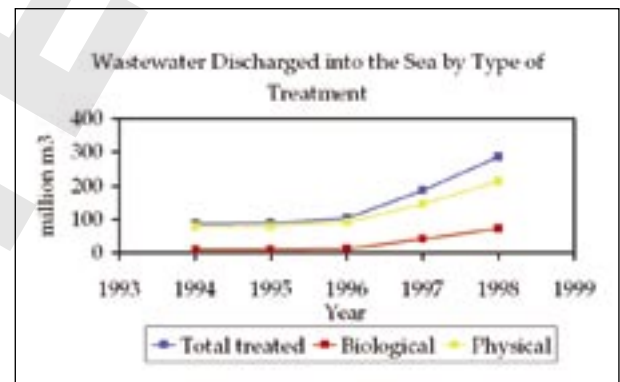 Wastewater Discharged into the Sea by Type of
Treatment
400
300
200
100
0
million m3
1993 1994 1995 1996 1997 1998 1999
Year
Total treated Biological Physical